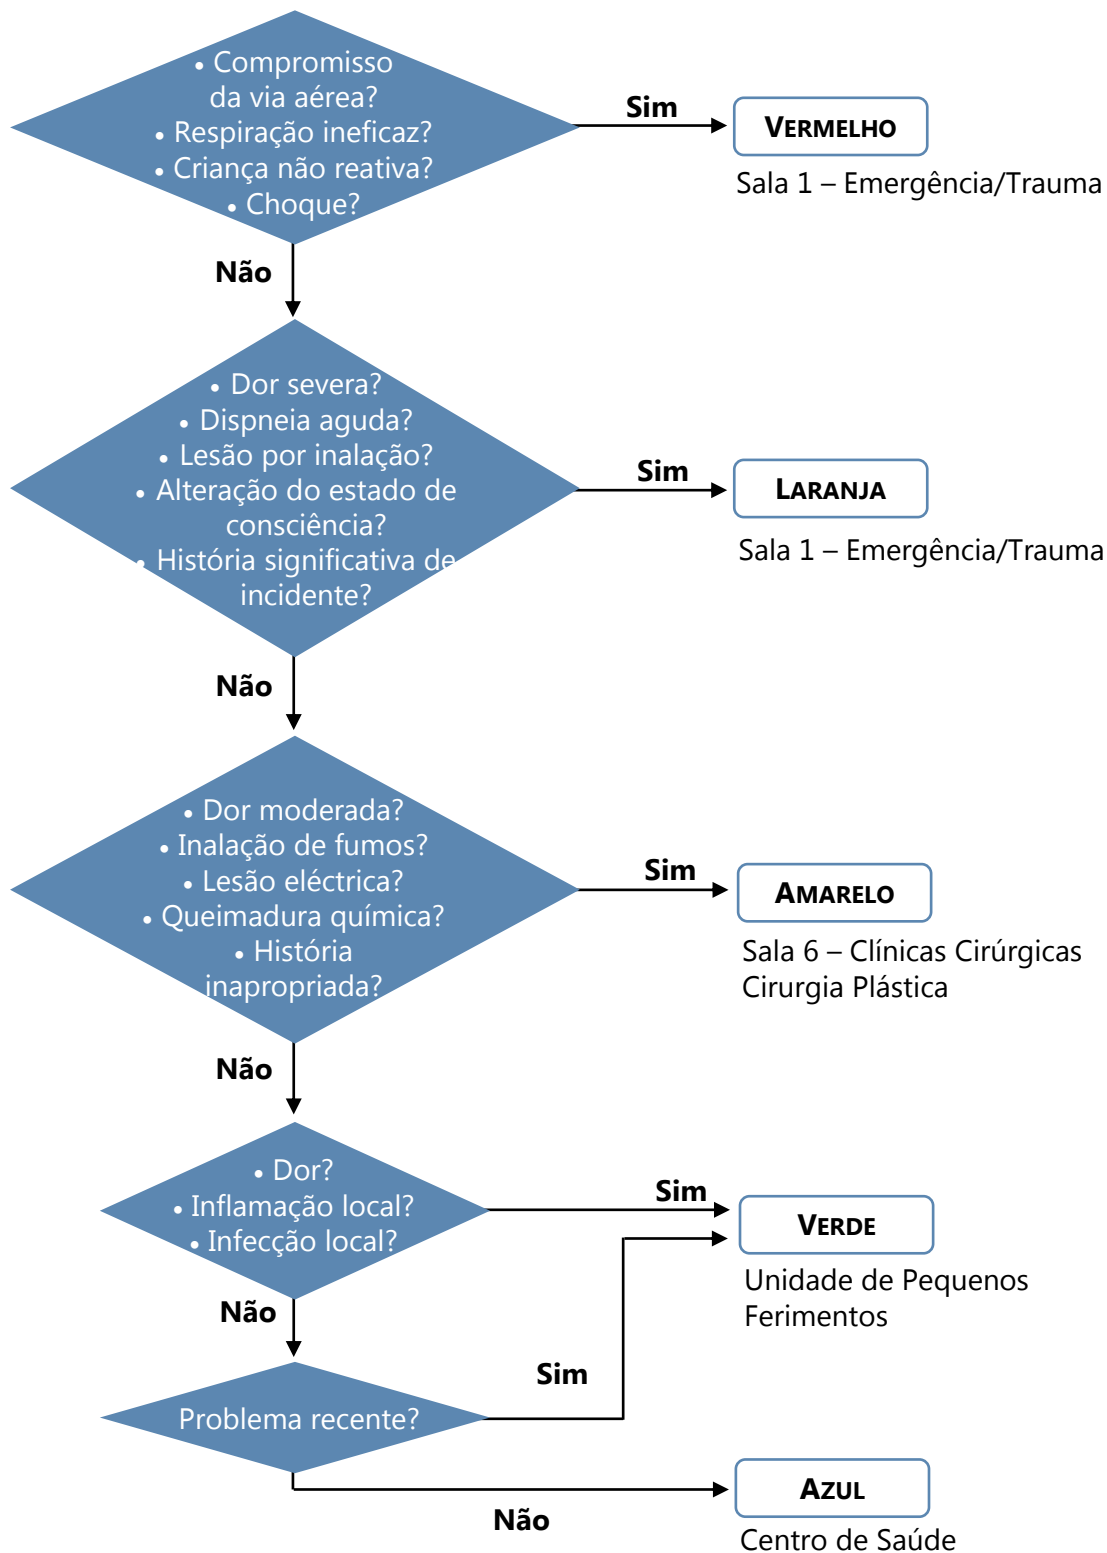 • Compromisso
da via aérea?
• Respiração ineficaz?
• Criança não reativa?
• Choque?
Sim
VERMELHO
Sala 1 – Emergência/Trauma
Não
• Dor severa?
• Dispneia aguda?
• Lesão por inalação?
• Alteração do estado de
consciência?
• História significativa de
incidente?
Sim
LARANJA
Sala 1 – Emergência/Trauma
Não
• Dor moderada?
• Inalação de fumos?
• Lesão eléctrica?
• Queimadura química?
• História
inapropriada?
Sim
AMARELO
Sala 6 – Clínicas Cirúrgicas
Cirurgia Plástica
Não
• Dor?
• Inflamação local?
• Infecção local?
Sim
VERDE
Unidade de Pequenos
Ferimentos
Não
Problema recente?
Sim
Não
AZUL
Centro de Saúde